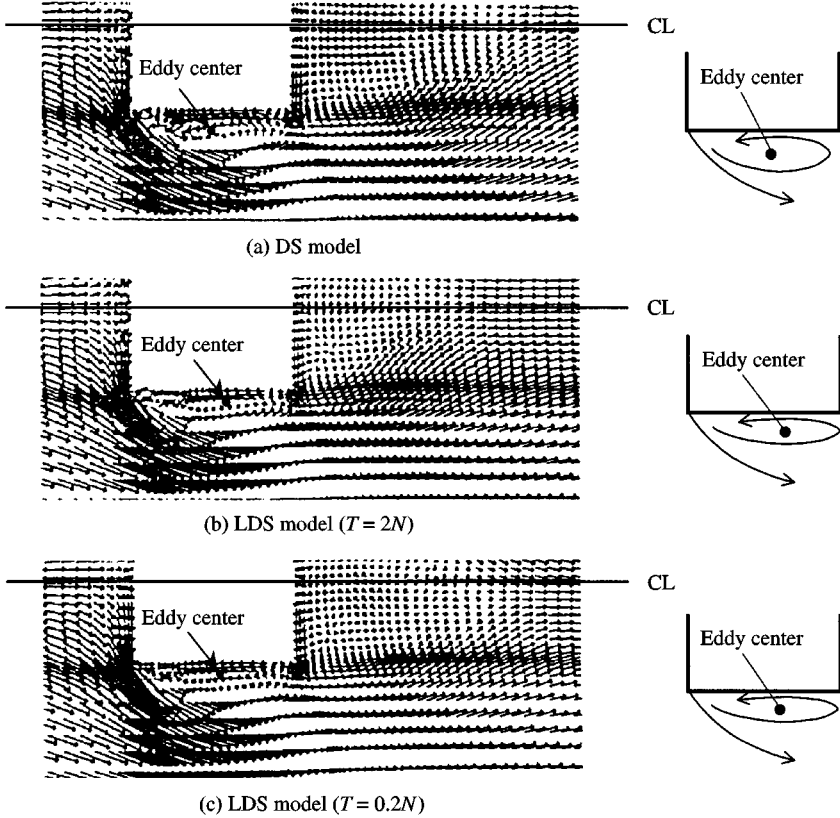 CL
Eddy center
Eddy center
(a) DS model
CL
Eddy center
Eddy center
(b) LDS model (T = 2N)
CL
Eddy center
Eddy center
(c) LDS model (T = 0.2N)